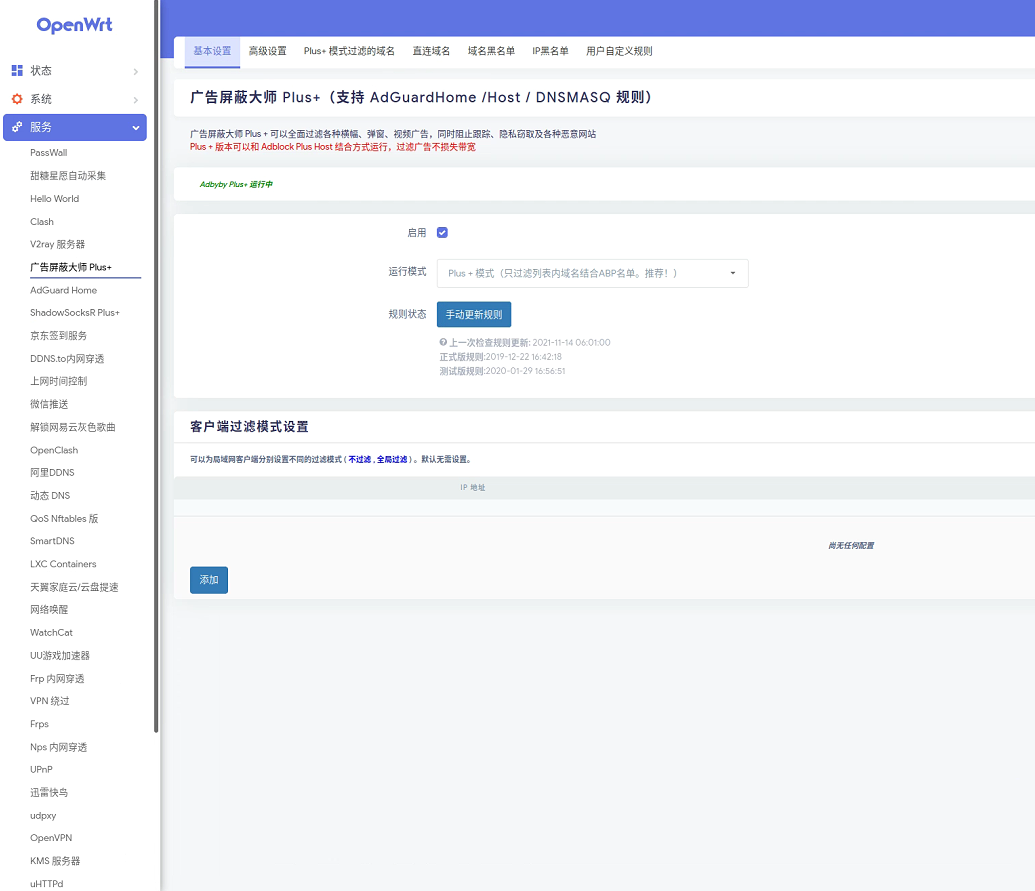 OpenWrt
状态
系统
服务
PassWall
甜糖星愿自动采集
Hello World
Clash
V2ray 服务器
广告屏蔽大师 Plus+
AdGuard Home
ShadowSocksR Plus+
京东签到服务
DDNS.to内网穿透
上网时间控制
微信推送
解锁网易云灰色歌曲
OpenClash
阿里DDNS
动态 DNS
QoS Nftables 版
SmartDNS
LXC Containers
天翼家庭云/云盘提速
网络唤醒
WatchCat
UU游戏加速器
Frp 内网穿透
VPN 绕过
Frps
Nps 内网穿透
UPnP
迅雷快鸟
udpxy
OpenVPN
KMS 服务器
uHTTPd
基本设置 高级设置 Plus+ 模式过滤的域名 直连域名 域名黑名单 IP黑名单 用户自定义规则
广告屏蔽大师 Plus+（支持 AdGuardHome /Host / DNSMASQ 规则）
广告屏蔽大师 Plus + 可以全面过滤各种横幅、弹窗、视频广告，同时阻止跟踪、隐私窃取及各种恶意网站
Plus + 版本可以和 Adblock Plus Host 结合方式运行，过滤广告不损失带宽
Adbyby Plus+ 运行中
启用
运行模式 Plus + 模式（只过滤列表内域名结合ABP名单。推荐！）
规则状态 手动更新规则
上一次检查规则更新: 2021-11-14 06:01:00
正式版规则:2019-12-22 16:42:18
测试版规则:2020-01-29 16:56:51
客户端过滤模式设置
可以为局域网客户端分别设置不同的过滤模式 ( 不过滤 , 全局过滤 ) 。默认无需设置。
IP 地址
尚无任何配置
添加